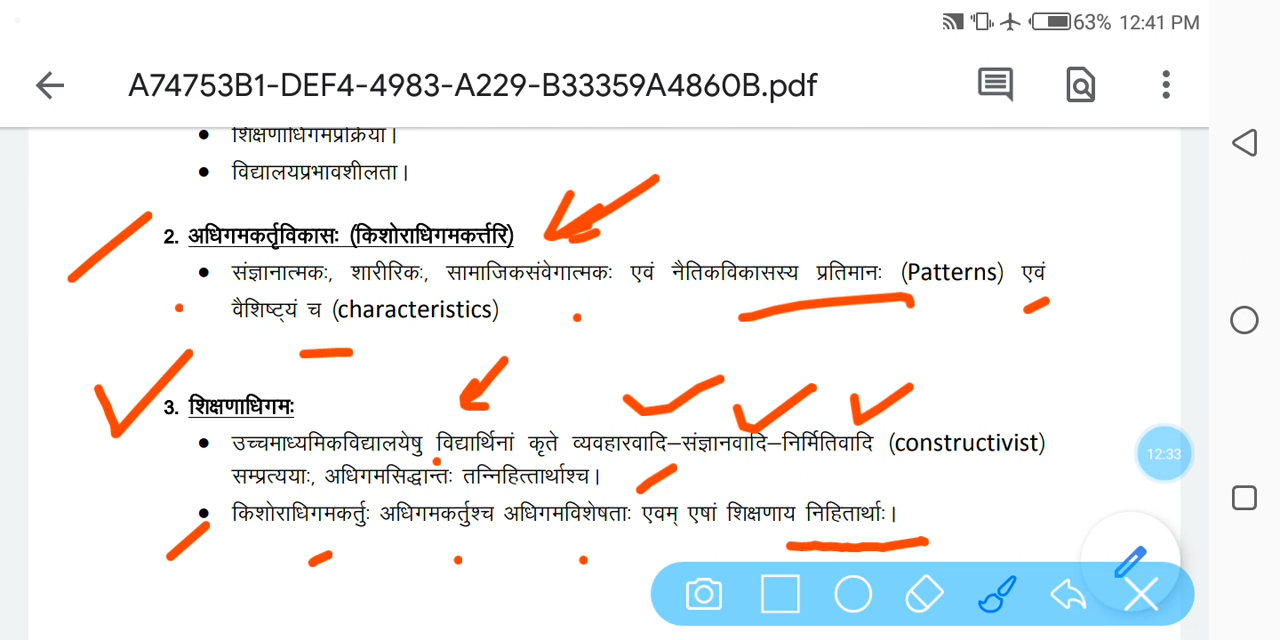 63% 12:41 PM
A74753B1-DEF4-4983-A229-B33359A4860B.pdf
• शिक्षणाधिगमप्रक्रिया।
• विद्यालयप्रभावशीलता।
2. अधिगमकर्तृविकासः (किशोराधिगमकर्त्तरि)
• संज्ञानात्मकः, शारीरिकः, सामाजिकसंवेगात्मकः एवं नैतिकविकासस्य प्रतिमानः (Patterns) एवं
वैशिष्ट्यं च (characteristics)
3. शिक्षणाधिगमः
• उच्चमाध्यमिकविद्यालयेषु विद्यार्थिनां कृते व्यवहारवादि–संज्ञानवादि–निर्मितिवादि (constructivist)
सम्प्रत्ययाः, अधिगमसिद्धान्तः तन्निहित्तार्थाश्च।
• किशोराधिगमकर्तुः अधिगमकर्तुश्च अधिगमविशेषताः एवम् एषां शिक्षणाय निहितार्थाः।
12:33